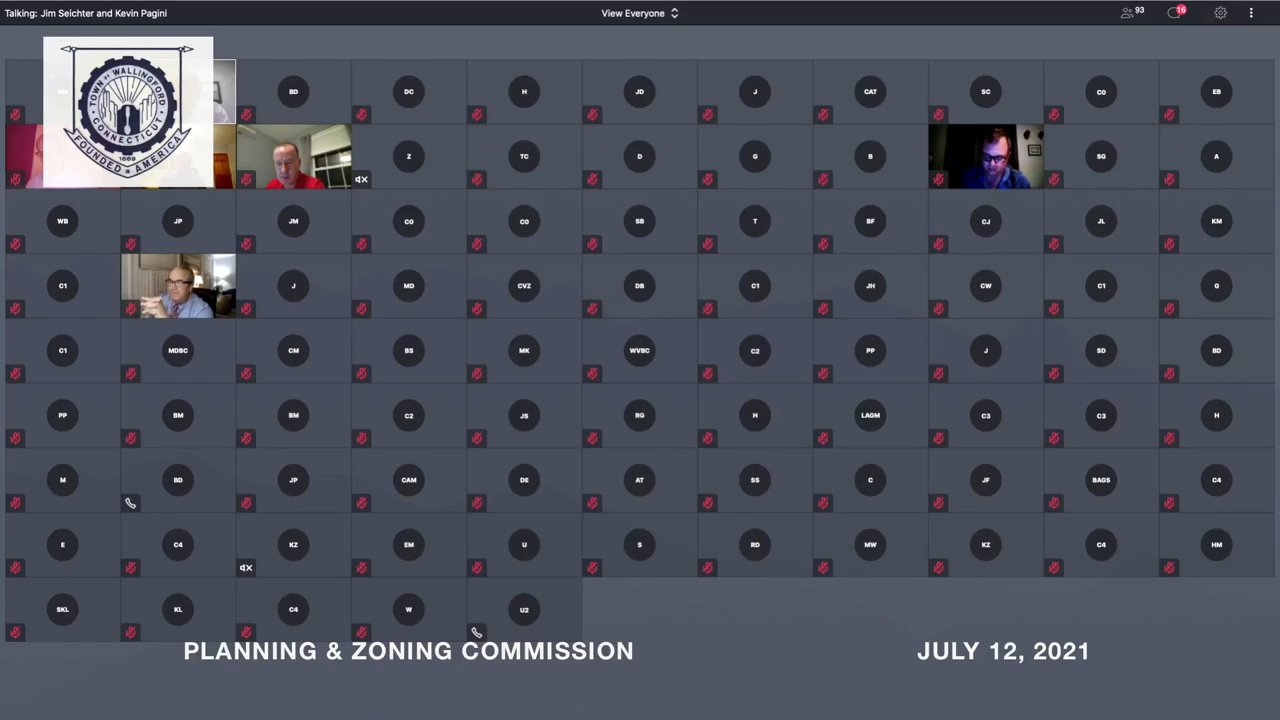 Talking: Jim Seichter and Kevin Pagini
View Everyone
93
16
TOWN OF WALLINGFORD
CONNECTICUT
1669
FOUNDED IN AMERICA
BD DC H JD J CAT SC CO EB
Z TC D G B SG A
WB JP JM CO CO SB T BF CJ JL KM
C1 J MD CVZ DB C1 JH CW C1 G
C1 MDBC CM BS MK WVBC C2 PP J SD BD
PP BM BM C2 JS RG H LAGM C3 C3 H
M BD JP CAM DE AT SS C JF BAGS C4
E C4 KZ EM U S RD MW KZ C4 HM
SKL KL C4 W U2
PLANNING & ZONING COMMISSION
JULY 12, 2021